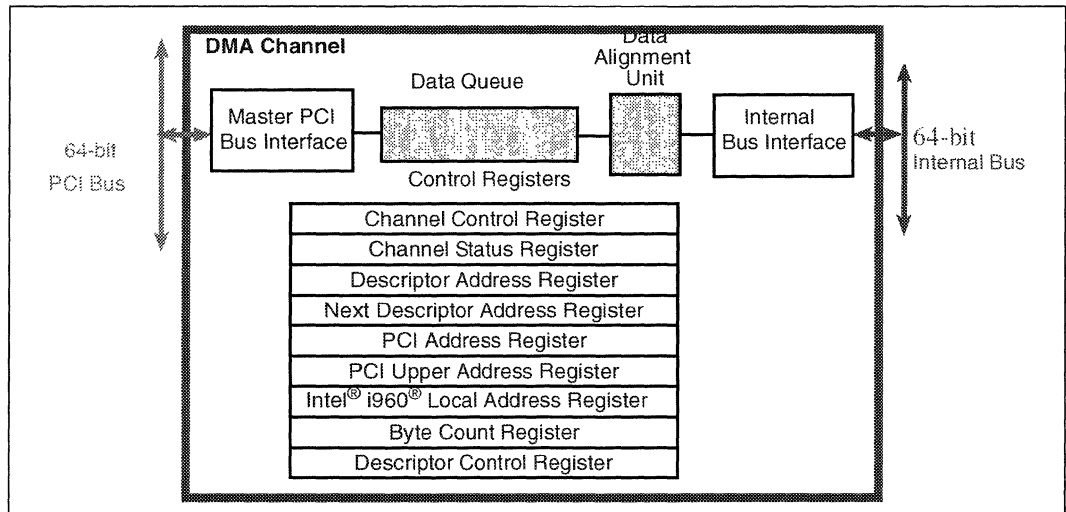 DMA Channel
Data
Alignment
Unit
Data Queue
Master PCI
Bus Interface
Internal
Bus Interface
64-bit
PCI Bus
64-bit
Internal Bus
Control Registers
Channel Control Register
Channel Status Register
Descriptor Address Register
Next Descriptor Address Register
PCI Address Register
PCI Upper Address Register
Intel® i960® Local Address Register
Byte Count Register
Descriptor Control Register